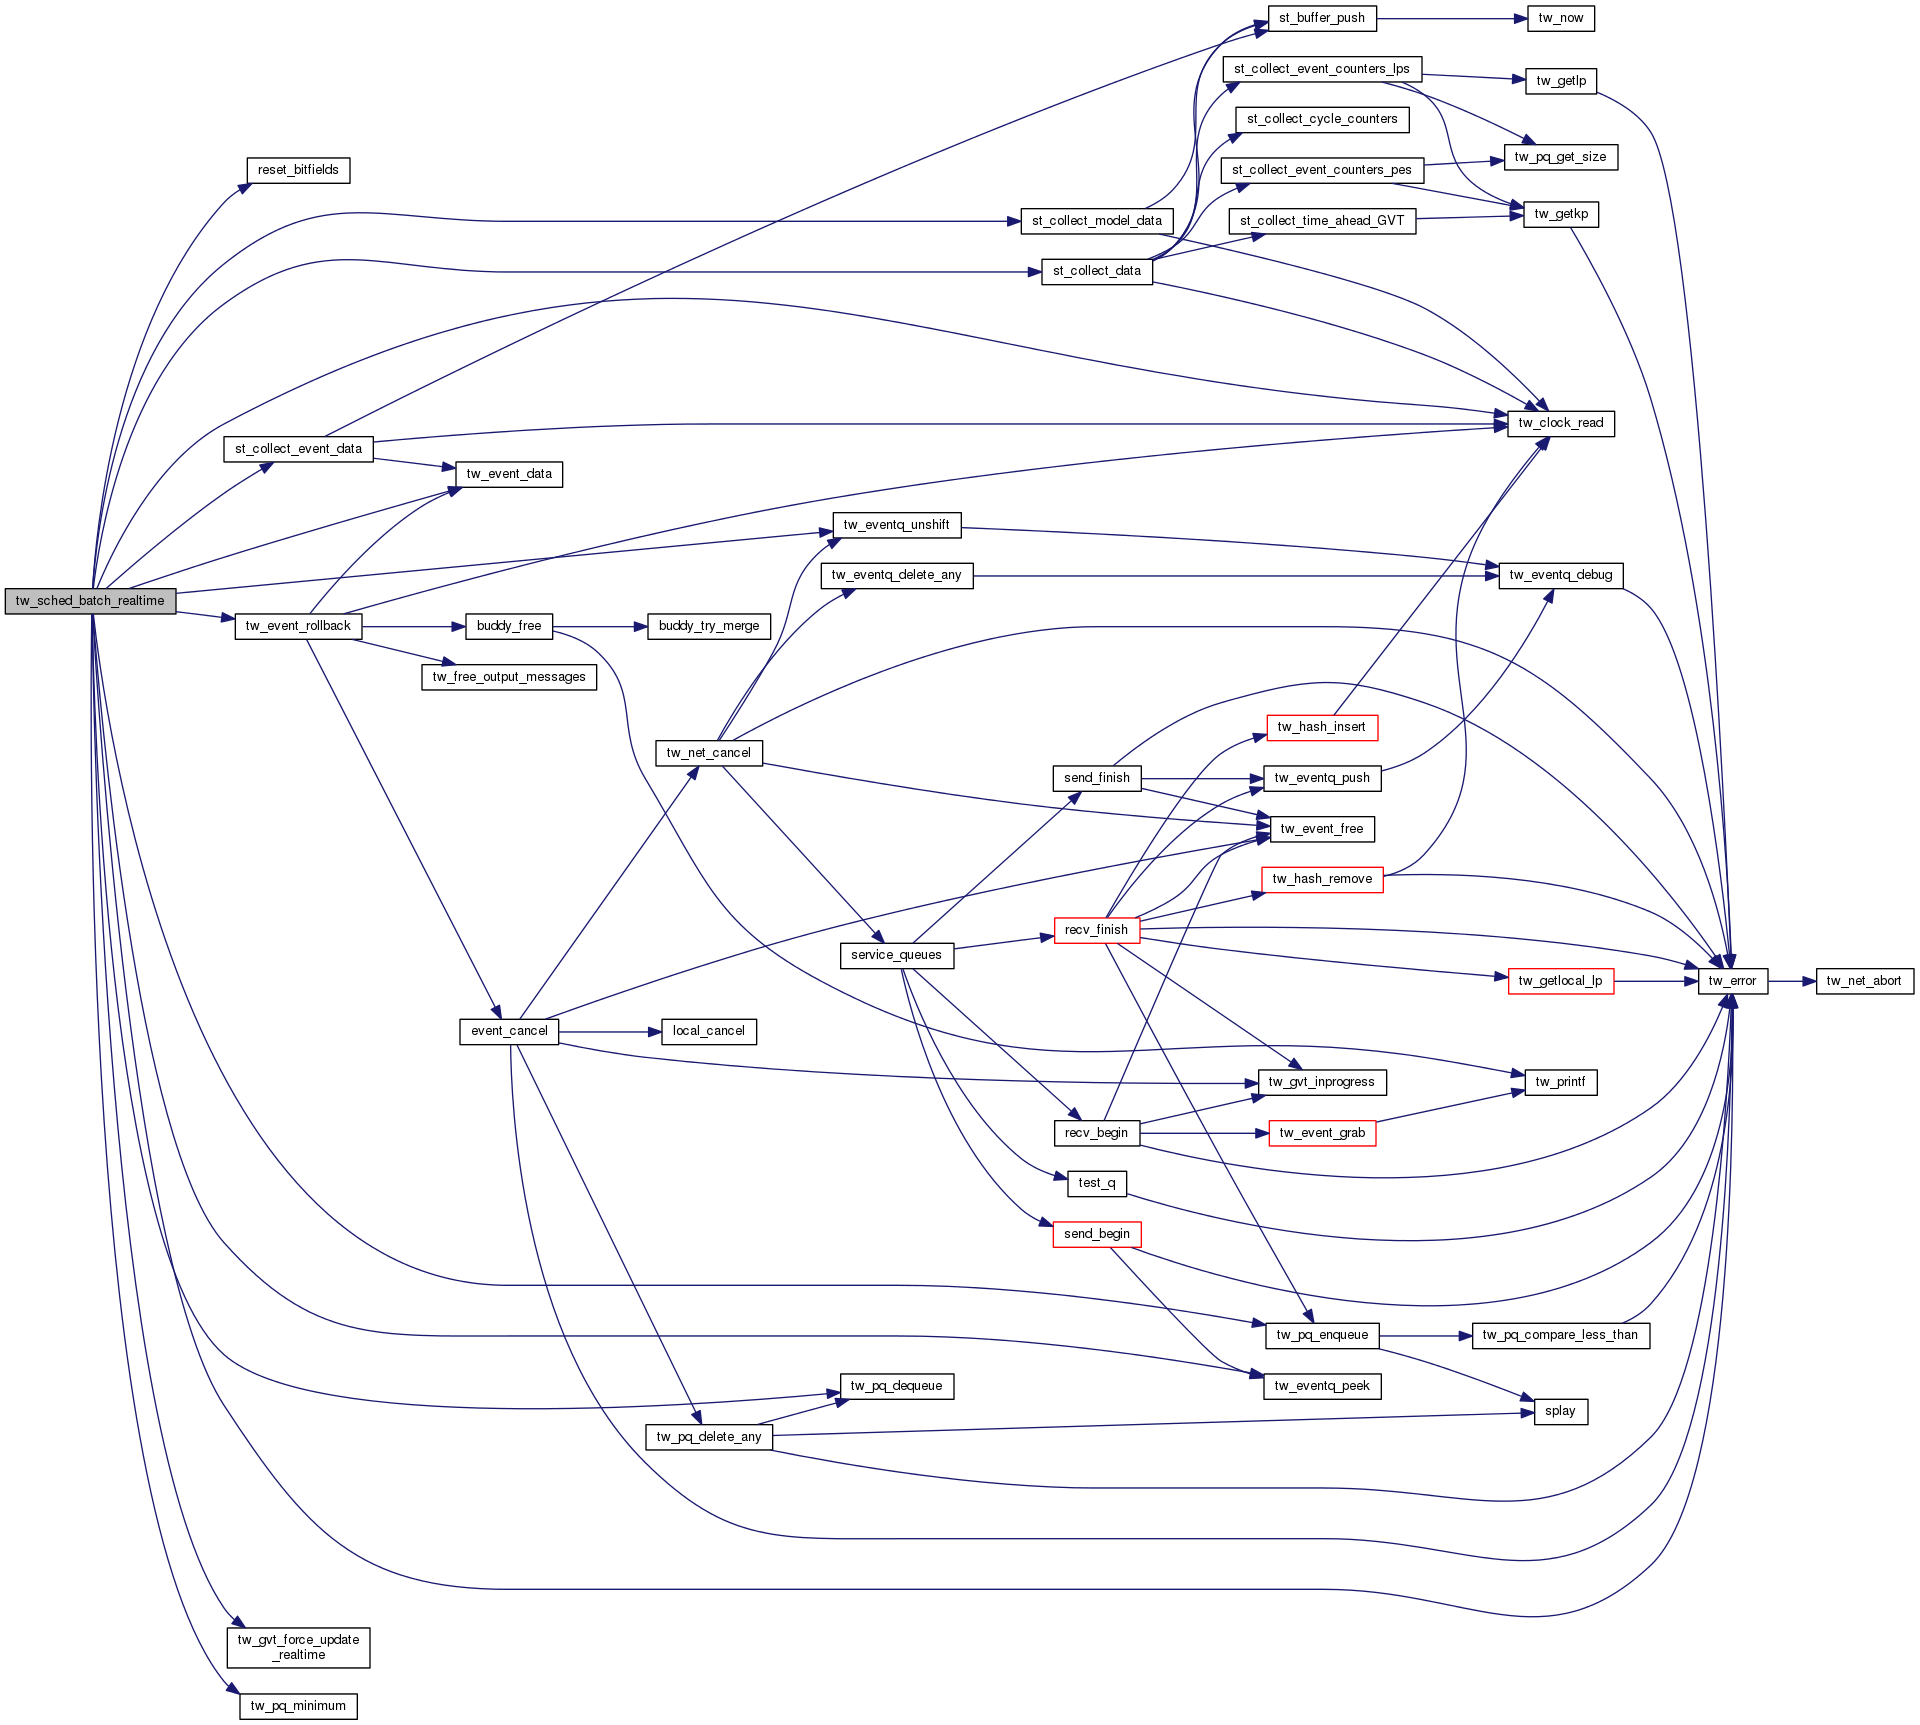 st_buffer_push
tw_now
st_collect_event_counters_lps
tw_getlp
st_collect_cycle_counters
tw_pq_get_size
reset_bitfields
st_collect_event_counters_pes
st_collect_model_data
st_collect_time_ahead_GVT
tw_getkp
st_collect_data
tw_clock_read
st_collect_event_data
tw_event_data
tw_eventq_unshift
tw_eventq_delete_any
tw_eventq_debug
tw_sched_batch_realtime
tw_event_rollback
buddy_free
buddy_try_merge
tw_free_output_messages
tw_hash_insert
tw_net_cancel
send_finish
tw_eventq_push
tw_event_free
tw_hash_remove
recv_finish
service_queues
tw_getlocal_lp
tw_error
tw_net_abort
event_cancel
local_cancel
tw_gvt_inprogress
tw_printf
recv_begin
tw_event_grab
test_q
send_begin
tw_pq_enqueue
tw_pq_compare_less_than
tw_pq_dequeue
tw_eventq_peek
splay
tw_pq_delete_any
tw_gvt_force_update
_realtime
tw_pq_minimum